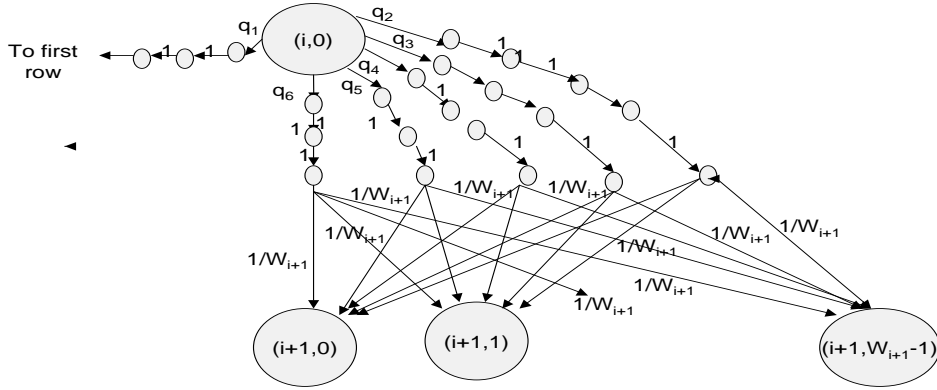 q₁
q₂
(i,0)
q₃
To first
row
1
1
1
1
1
q₄
q₅
q₆
1
1
1
1
1
1
1
1
1/Wᵢ₊₁
1/Wᵢ₊₁
1/Wᵢ₊₁
1/Wᵢ₊₁
1/Wᵢ₊₁
1/Wᵢ₊₁
1/Wᵢ₊₁
1/Wᵢ₊₁
1/Wᵢ₊₁
1/Wᵢ₊₁
(i+1,0)
(i+1,1)
(i+1,Wᵢ₊₁-1)